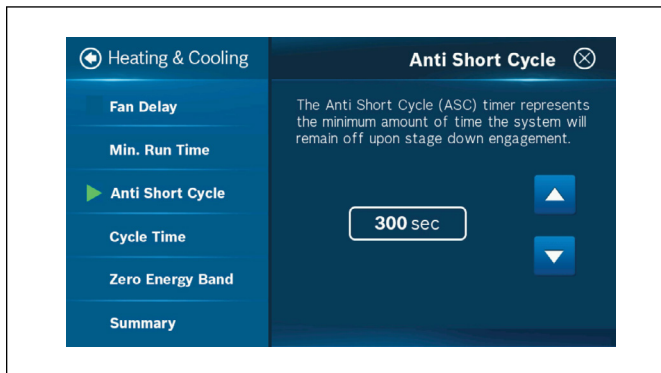 Heating & Cooling
Fan Delay
Min. Run Time
Anti Short Cycle
Cycle Time
Zero Energy Band
Summary
Anti Short Cycle
The Anti Short Cycle (ASC) timer represents
the minimum amount of time the system will
remain off upon stage down engagement.
300 sec